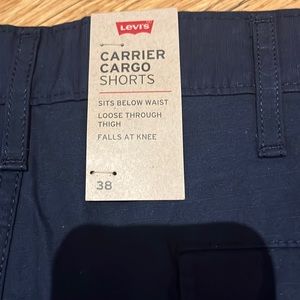 Levi's
CARRIER
CARGO
SHORTS
SITS BELOW WAIST
LOOSE THROUGH
THIGH
FALLS AT KNEE
38